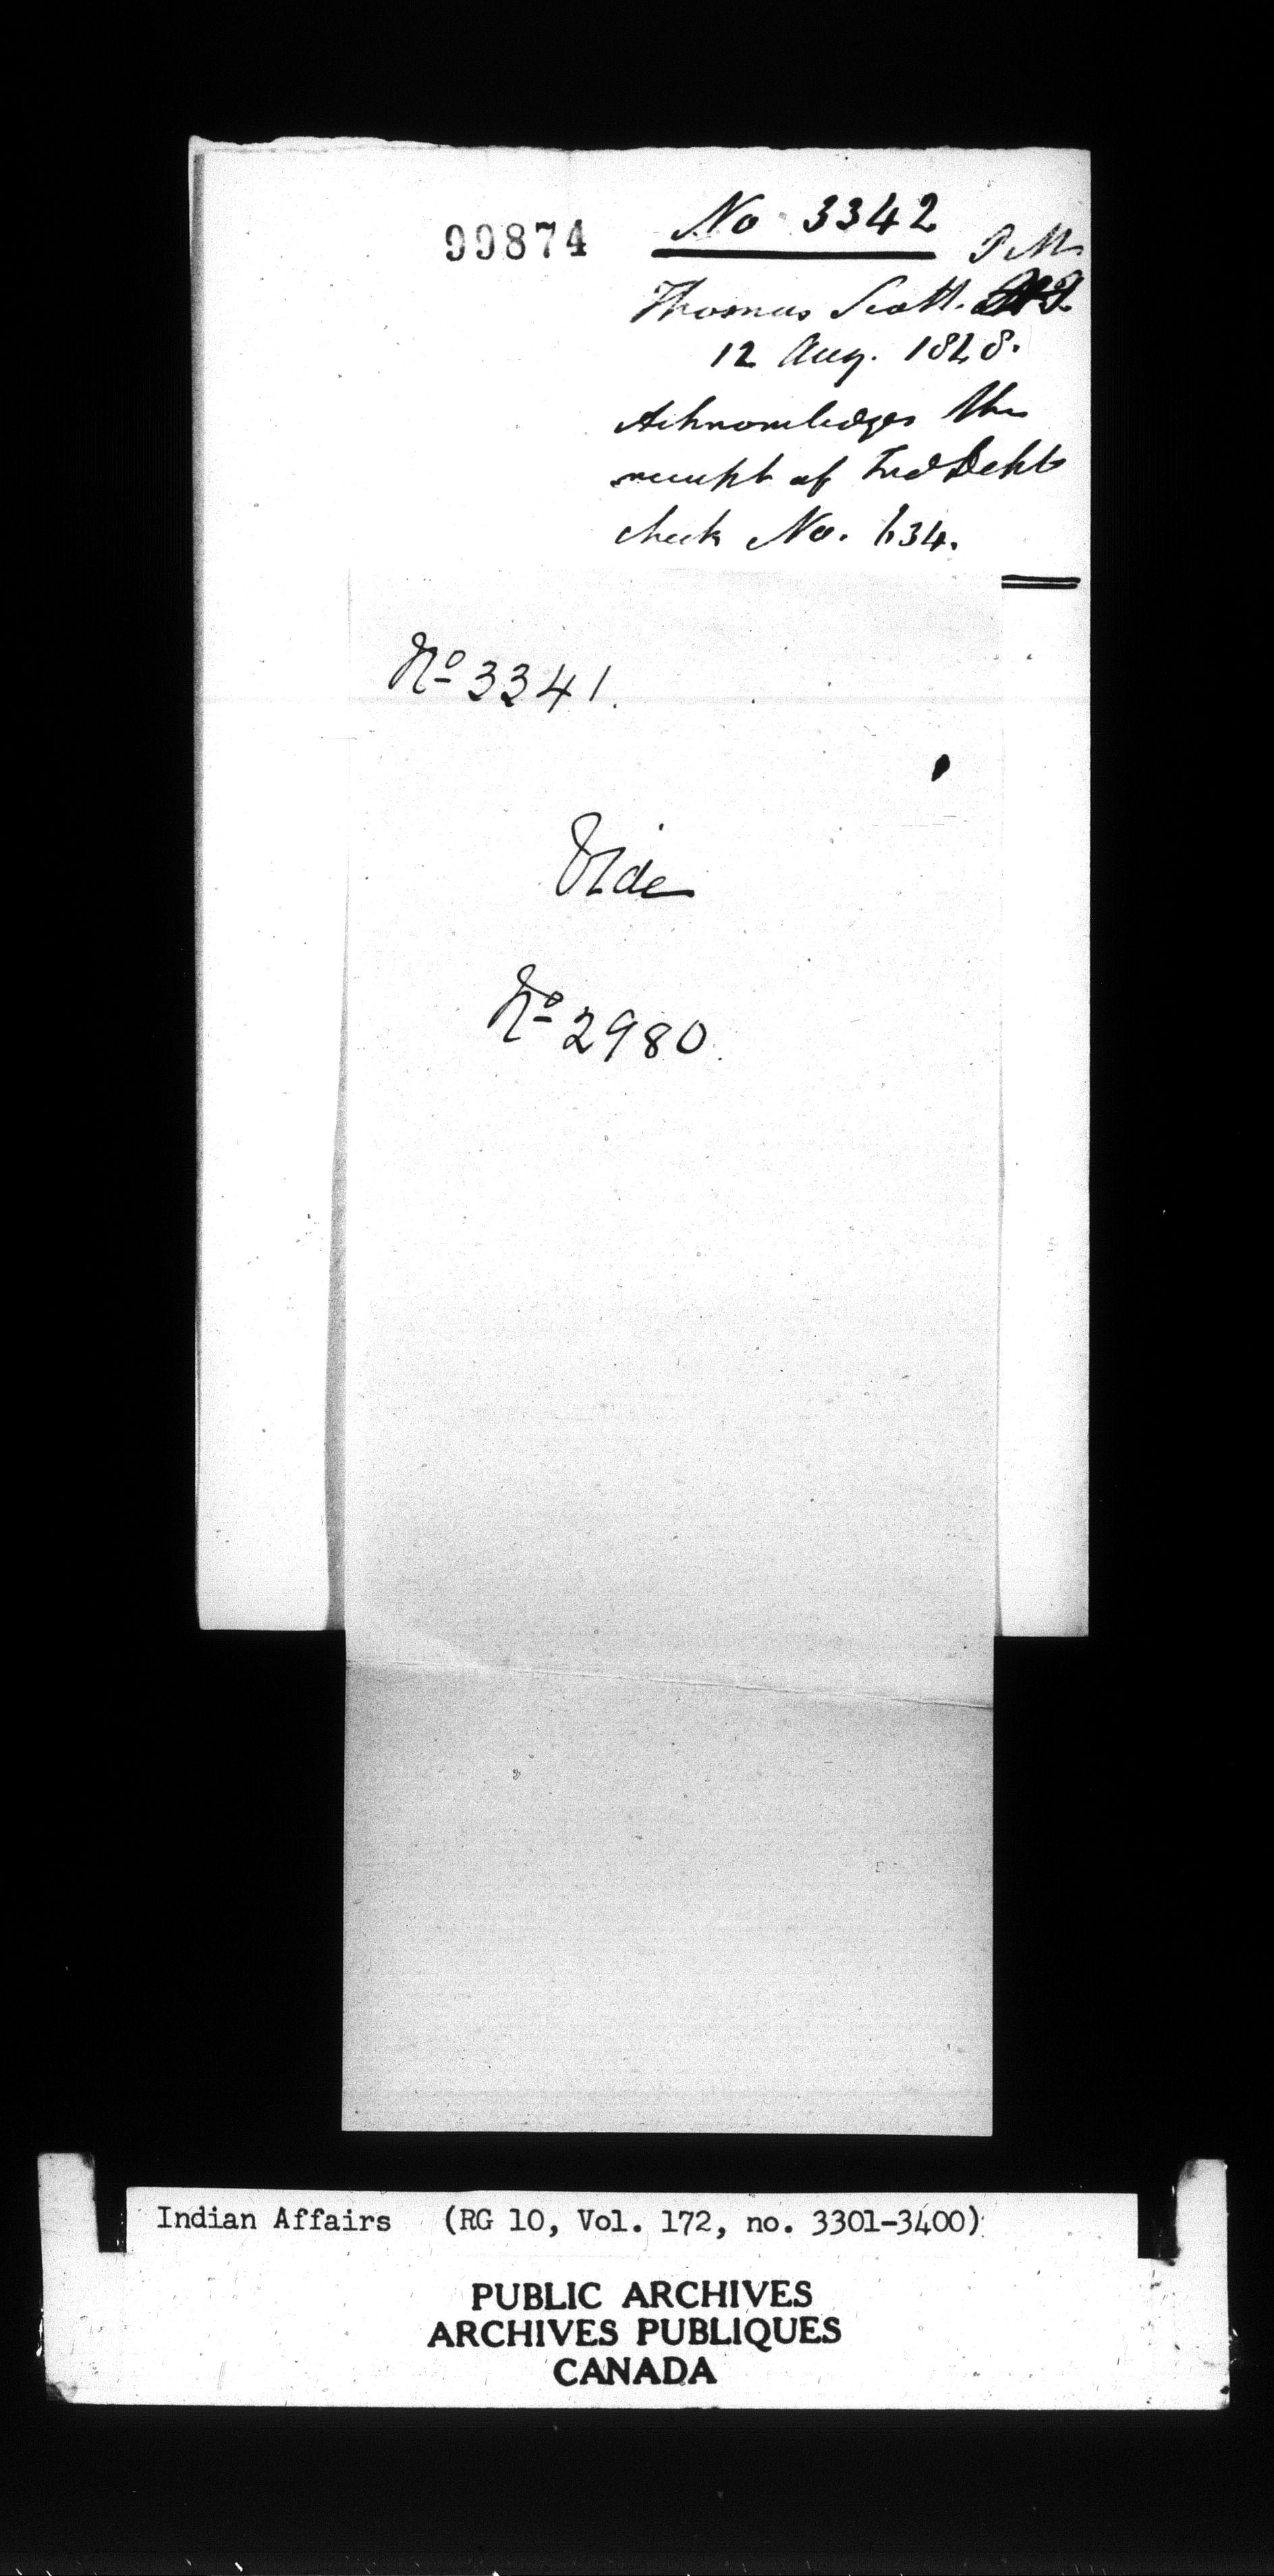 99874
No 3342
P.M.
Thomas Scott.
12 Aug. 1868.
Acknowledges the
receipt of Ind Depts
check No. 634.
No 3341.
Vide
No 2980.
Indian Affairs (RG 10, Vol. 172, no. 3301-3400)
PUBLIC ARCHIVES
ARCHIVES PUBLIQUES
CANADA